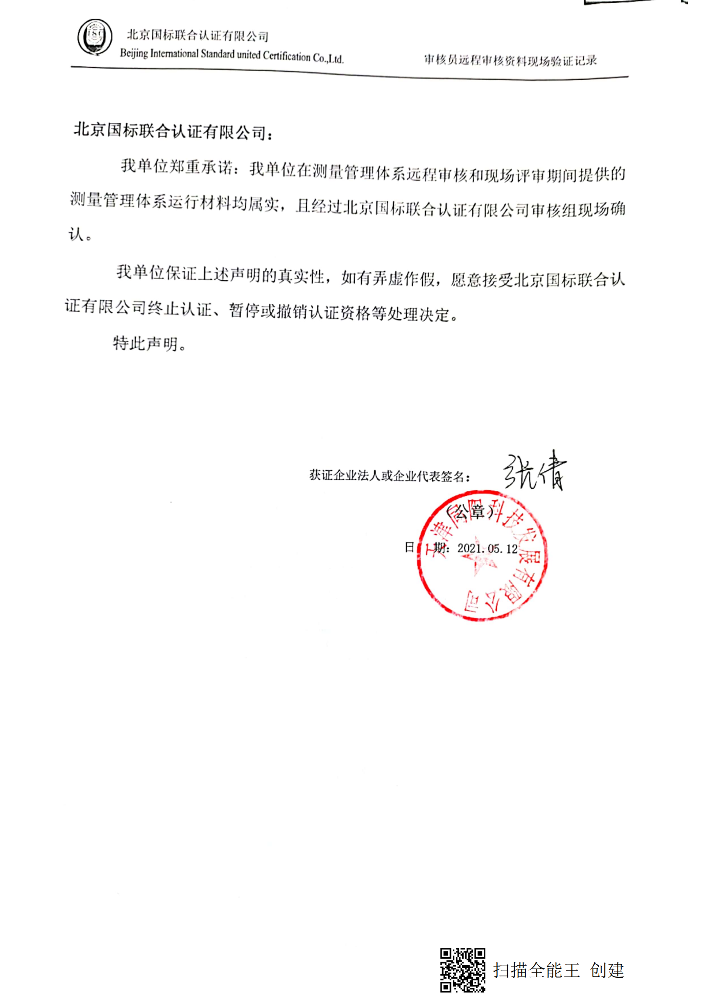 ISC
北京国标联合认证有限公司
Beijing International Standard united Certification Co.,Ltd.
审核员远程审核资料现场验证记录
北京国标联合认证有限公司：
我单位郑重承诺：我单位在测量管理体系远程审核和现场评审期间提供的
测量管理体系运行材料均属实，且经过北京国标联合认证有限公司审核组现场确
认。
我单位保证上述声明的真实性，如有弄虚作假，愿意接受北京国标联合认
证有限公司终止认证、暂停或撤销认证资格等处理决定。
特此声明。
获证企业法人或企业代表签名：
张倩
（公章）
日 期：2021.05.12
天津 阳科技发展有限公司
扫描全能王 创建